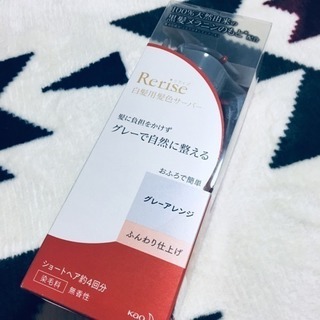 100%天然由来の
黒髪メラニンのもと
Rerise
白髪用髪色サーバー
髪に負担をかけず
グレーで自然に整える
おふろで簡単
グレーアレンジ
ふんわり仕上げ
ショートヘア約4回分
染毛料 無香性
Kao